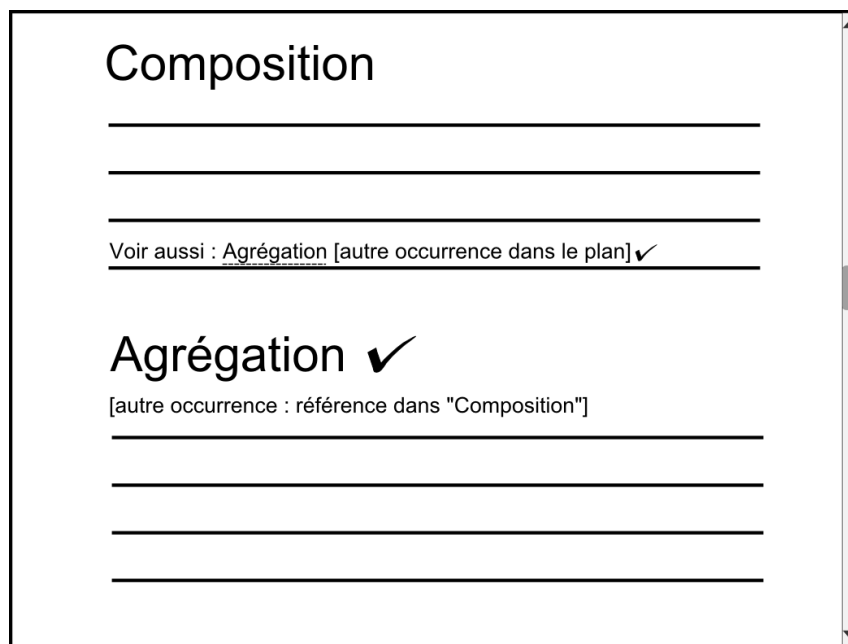 Composition
Voir aussi : Agrégation [autre occurrence dans le plan] ✓
Agrégation ✓
[autre occurrence : référence dans "Composition"]